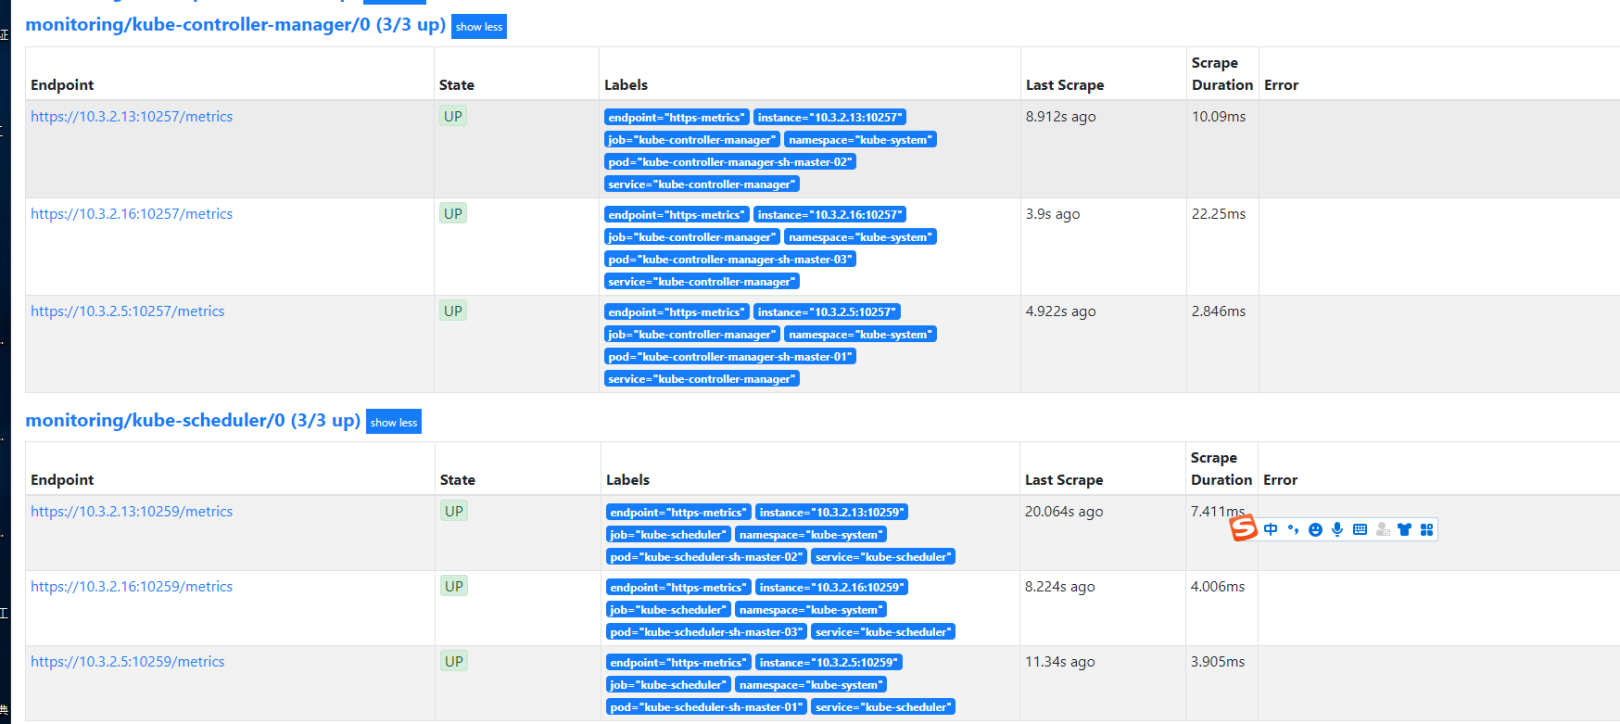 monitoring/kube-controller-manager/0 (3/3 up) show less
Scrape
Endpoint State Labels Last Scrape Duration Error
https://10.3.2.13:10257/metrics UP endpoint="https-metrics" instance="10.3.2.13:10257" 8.912s ago 10.09ms
job="kube-controller-manager" namespace="kube-system"
pod="kube-controller-manager-sh-master-02"
service="kube-controller-manager"
https://10.3.2.16:10257/metrics UP endpoint="https-metrics" instance="10.3.2.16:10257" 3.9s ago 22.25ms
job="kube-controller-manager" namespace="kube-system"
pod="kube-controller-manager-sh-master-03"
service="kube-controller-manager"
https://10.3.2.5:10257/metrics UP endpoint="https-metrics" instance="10.3.2.5:10257" 4.922s ago 2.846ms
job="kube-controller-manager" namespace="kube-system"
pod="kube-controller-manager-sh-master-01"
service="kube-controller-manager"
monitoring/kube-scheduler/0 (3/3 up) show less
Scrape
Endpoint State Labels Last Scrape Duration Error
https://10.3.2.13:10259/metrics UP endpoint="https-metrics" instance="10.3.2.13:10259" 20.064s ago 7.411ms
中
job="kube-scheduler" namespace="kube-system"
pod="kube-scheduler-sh-master-02" service="kube-scheduler"
https://10.3.2.16:10259/metrics UP endpoint="https-metrics" instance="10.3.2.16:10259" 8.224s ago 4.006ms
job="kube-scheduler" namespace="kube-system"
pod="kube-scheduler-sh-master-03" service="kube-scheduler"
https://10.3.2.5:10259/metrics UP endpoint="https-metrics" instance="10.3.2.5:10259" 11.34s ago 3.905ms
job="kube-scheduler" namespace="kube-system"
pod="kube-scheduler-sh-master-01" service="kube-scheduler"